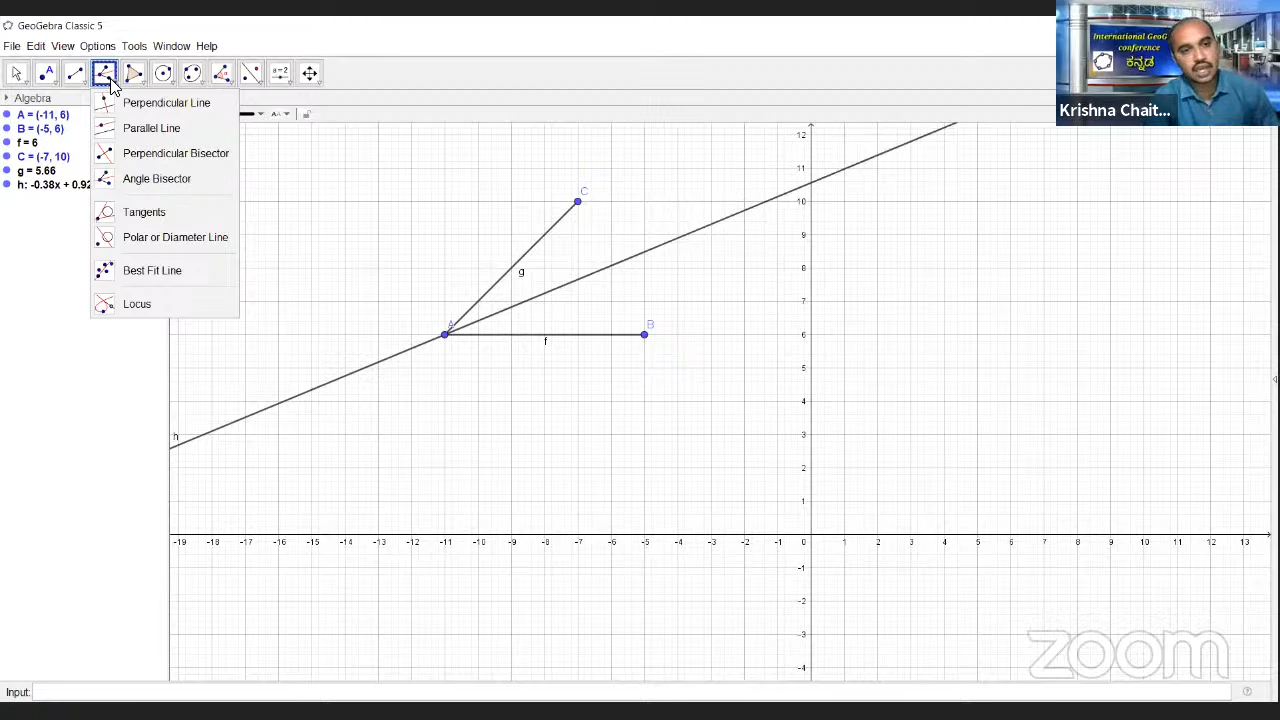 GeoGebra Classic 5
File Edit View Options Tools Window Help
International GeoG
conference
ಕನ್ನಡ
Krishna Chait...
a=2
Algebra
A = (-11, 6)
B = (-5, 6)
f = 6
C = (-7, 10)
g = 5.66
h: -0.38x + 0.92
Perpendicular Line
Parallel Line
Perpendicular Bisector
Angle Bisector
Tangents
Polar or Diameter Line
Best Fit Line
Locus
AA
C
g
A
B
f
h
12
11
10
9
8
7
6
5
4
3
2
1
-19 -18 -17 -16 -15 -14 -13 -12 -11 -10 -9 -8 -7 -6 -5 -4 -3 -2 -1 0 1 2 3 4 5 6 7 8 9 10 11 12 13
-1
-2
-3
-4
zoom
Input: